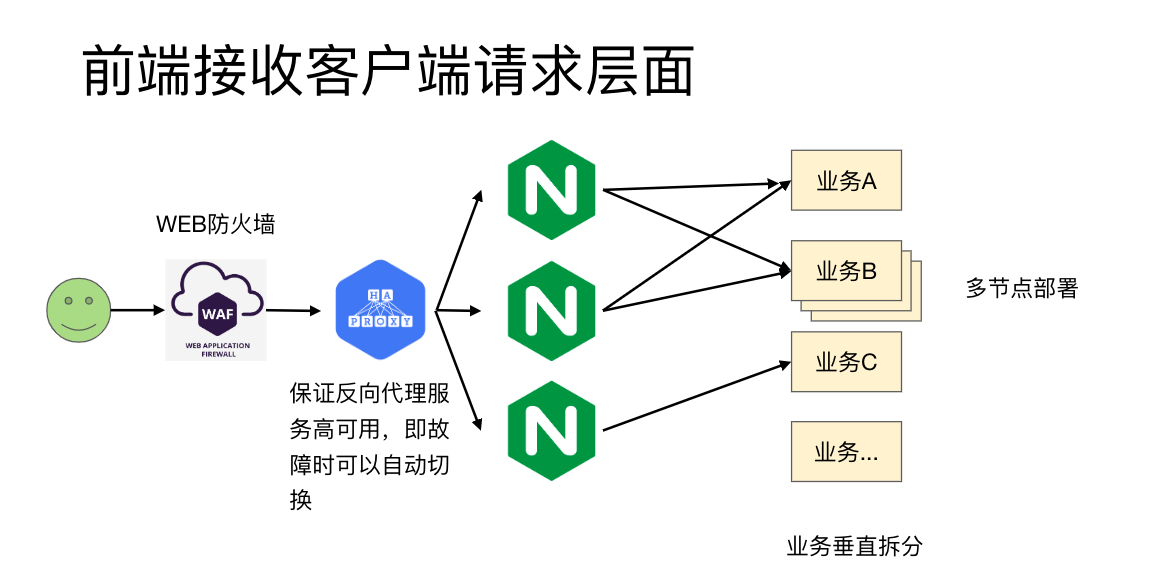 前端接收客户端请求层面
WEB防火墙
WAF
WEB APPLICATION
FIREWALL
HA
PROXY
保证反向代理服
务高可用，即故
障时可以自动切
换
N
N
N
业务A
业务B
业务C
业务...
多节点部署
业务垂直拆分